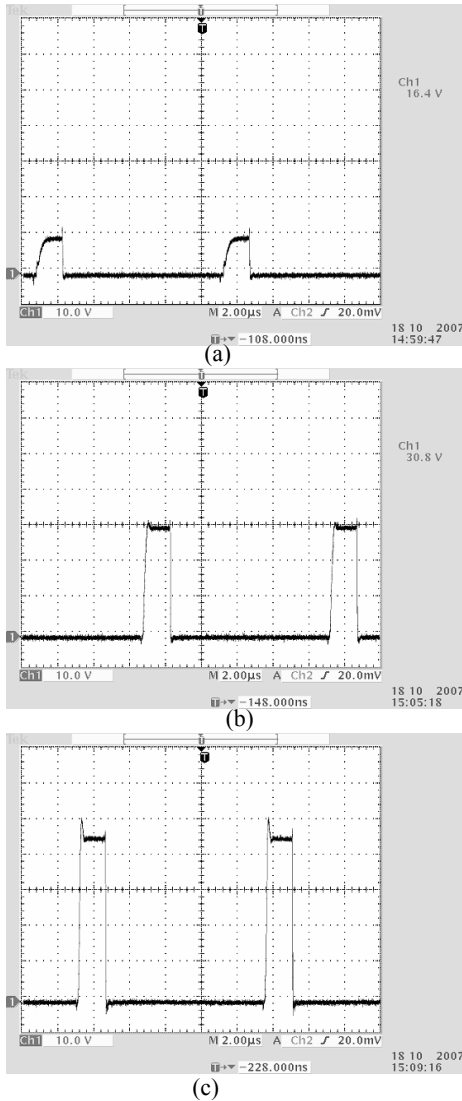 Tek
T
T
Ch1
16.4 V
1
Ch1 10.0 V M 2.00µs A Ch2 ƒ 20.0mV
T→▼ −108.000ns
18 10 2007
14:59:47
(a)
Tek
T
T
Ch1
30.8 V
1
Ch1 10.0 V M 2.00µs A Ch2 ƒ 20.0mV
T→▼ −148.000ns
18 10 2007
15:05:18
(b)
Tek
T
T
1
Ch1 10.0 V M 2.00µs A Ch2 ƒ 20.0mV
T→▼ −228.000ns
18 10 2007
15:09:16
(c)